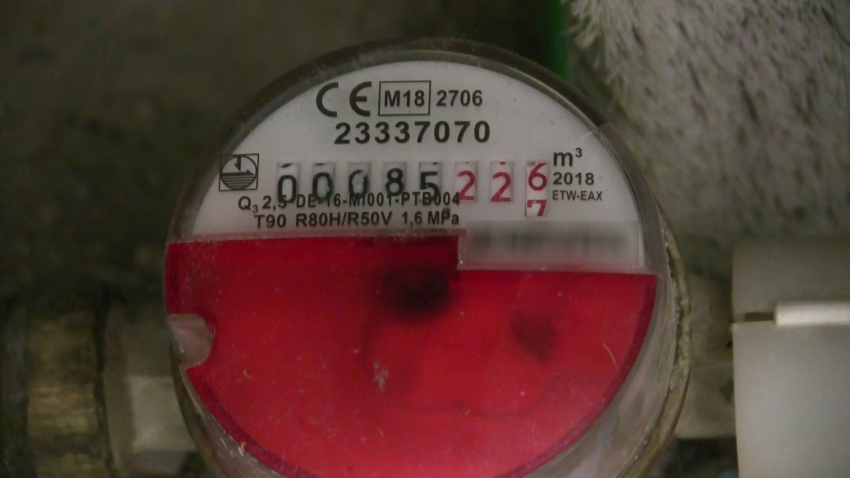 CE M18 2706
23337070
00085226 m³
7
2018
ETW-EAX
Q₃ 2,5 DE-16-MI001-PTB004
T90 R80H/R50V 1,6 MPa